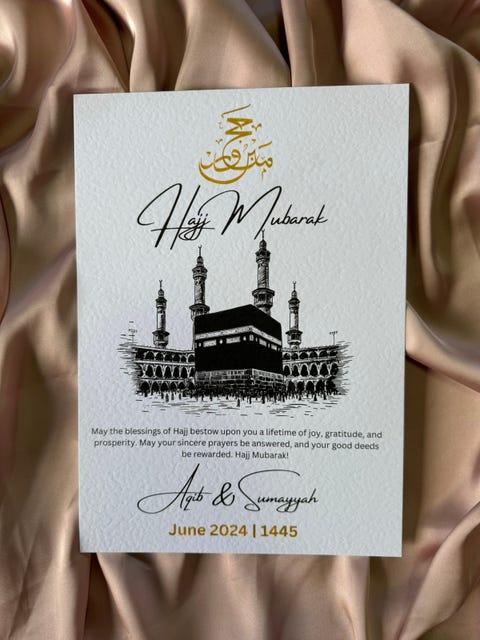 حج
مبرور
Hajj Mubarak
May the blessings of Hajj bestow upon you a lifetime of joy, gratitude, and
prosperity. May your sincere prayers be answered, and your good deeds
be rewarded. Hajj Mubarak!
Aqib & Sumayyah
June 2024 | 1445